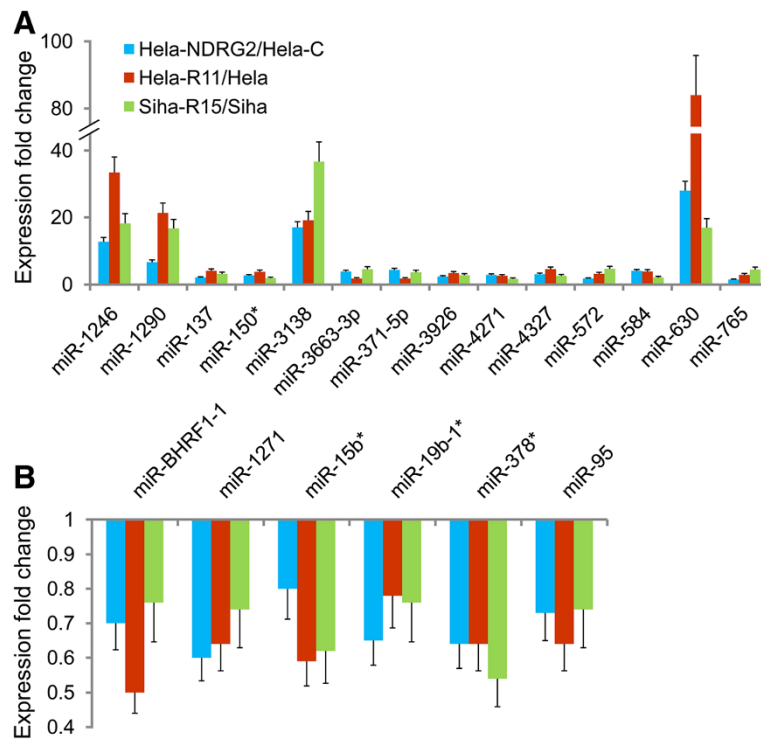 A
Expression fold change
100
80
40
20
0
Hela-NDRG2/Hela-C
Hela-R11/Hela
Siha-R15/Siha
miR-1246
miR-1290
miR-137
miR-150*
miR-3138
miR-3663-3p
miR-371-5p
miR-3926
miR-4271
miR-4327
miR-572
miR-584
miR-630
miR-765
B
Expression fold change
miR-BHRF1-1
miR-1271
miR-15b*
miR-19b-1*
miR-378*
miR-95
1
0.9
0.8
0.7
0.6
0.5
0.4